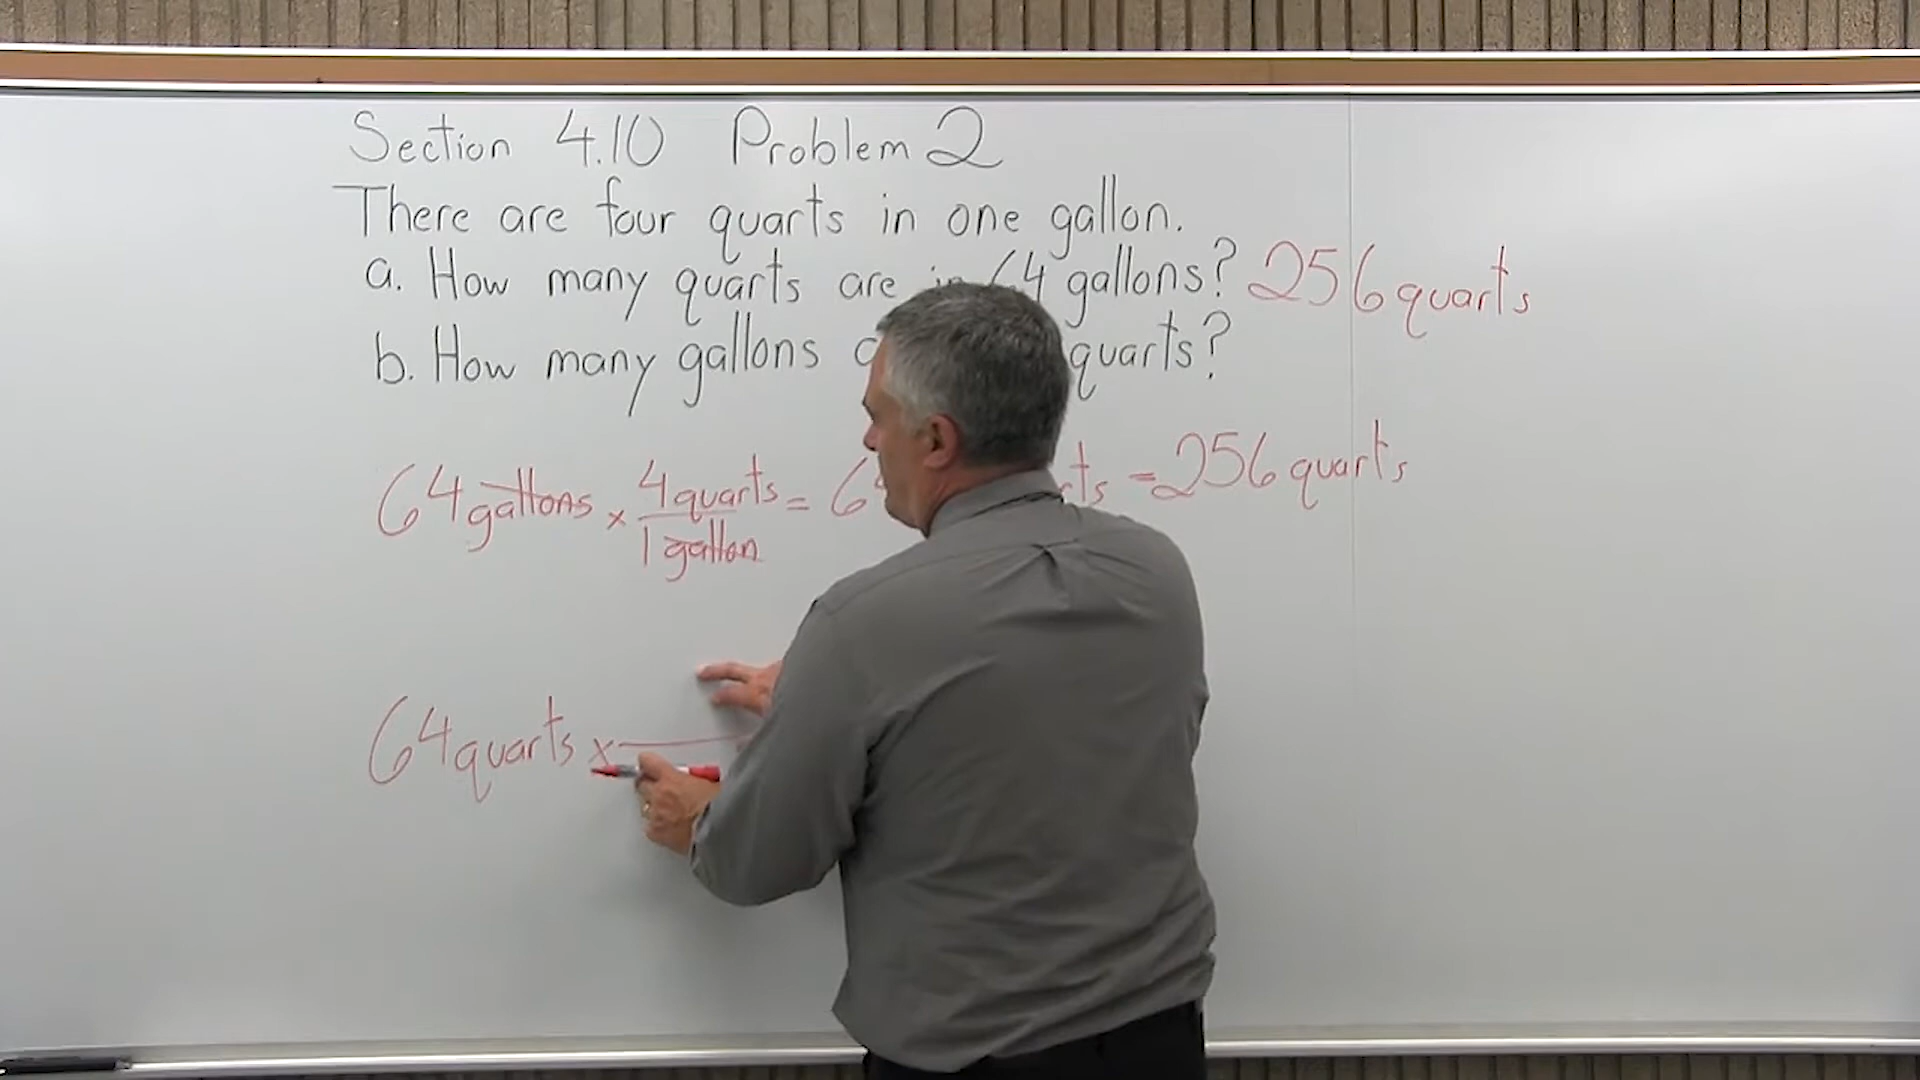 Section 4.10 Problem 2
There are four quarts in one gallon.
a. How many quarts are in 64 gallons? 256 quarts
b. How many gallons quarts?
64 gallons × 4 quarts = = 256 quarts
1 gallon
64 quarts ×